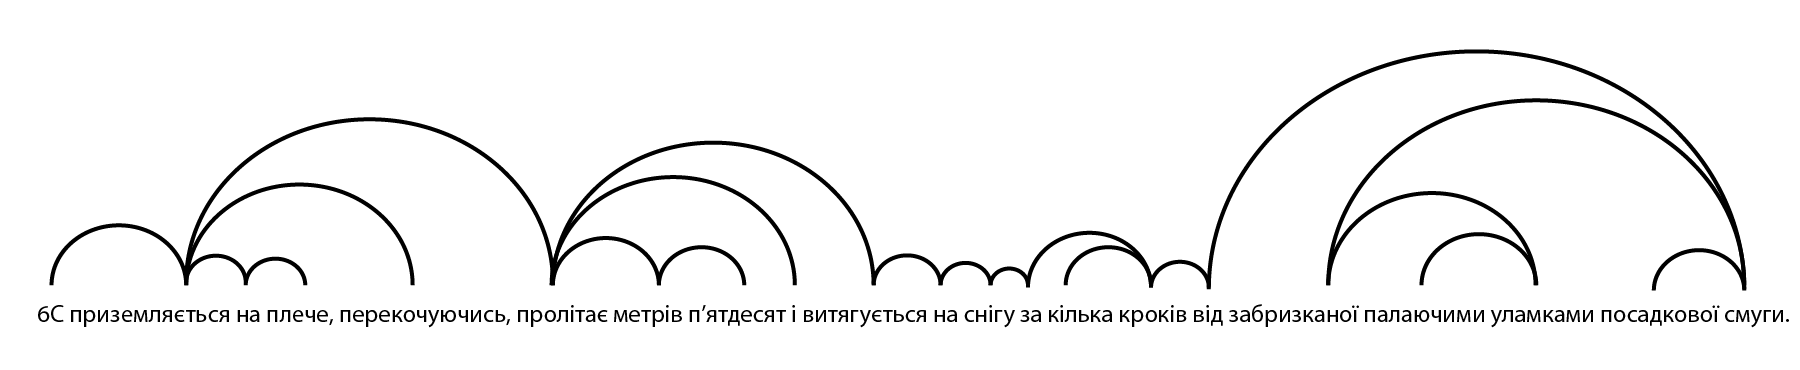 6С приземляється на плече, перекочуючись, пролітає метрів п’ятдесят і витягується на снігу за кілька кроків від забризканої палаючими уламками посадкової смуги.